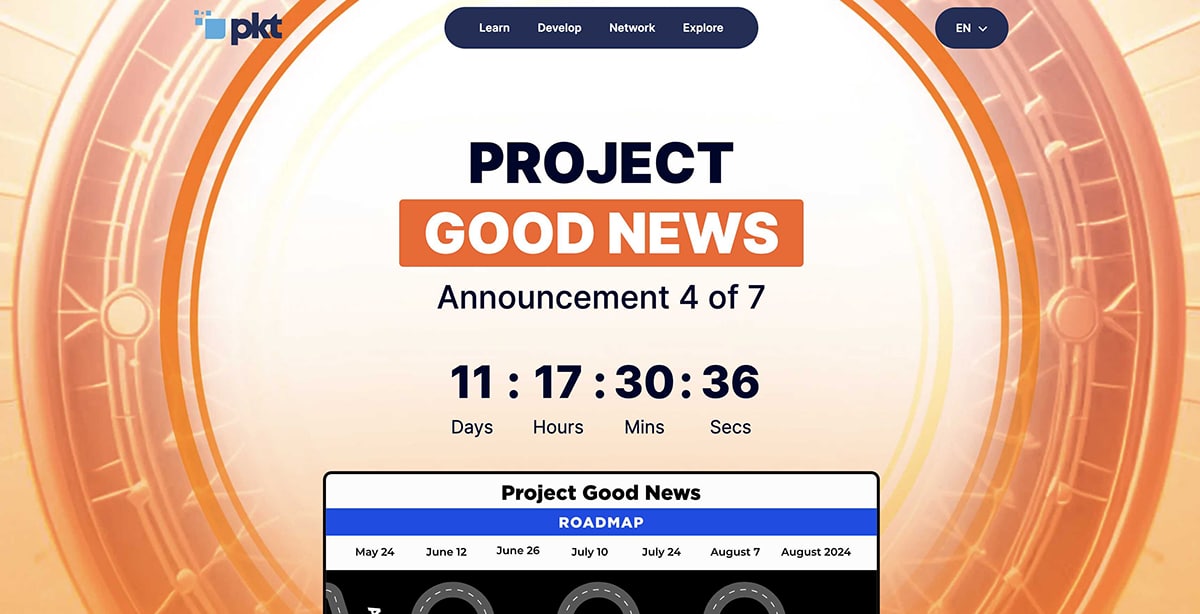 pkt
Learn Develop Network Explore
EN
PROJECT
GOOD NEWS
Announcement 4 of 7
11 : 17 : 30 : 36
Days Hours Mins Secs
Project Good News
ROADMAP
May 24 June 12 June 26 July 10 July 24 August 7 August 2024